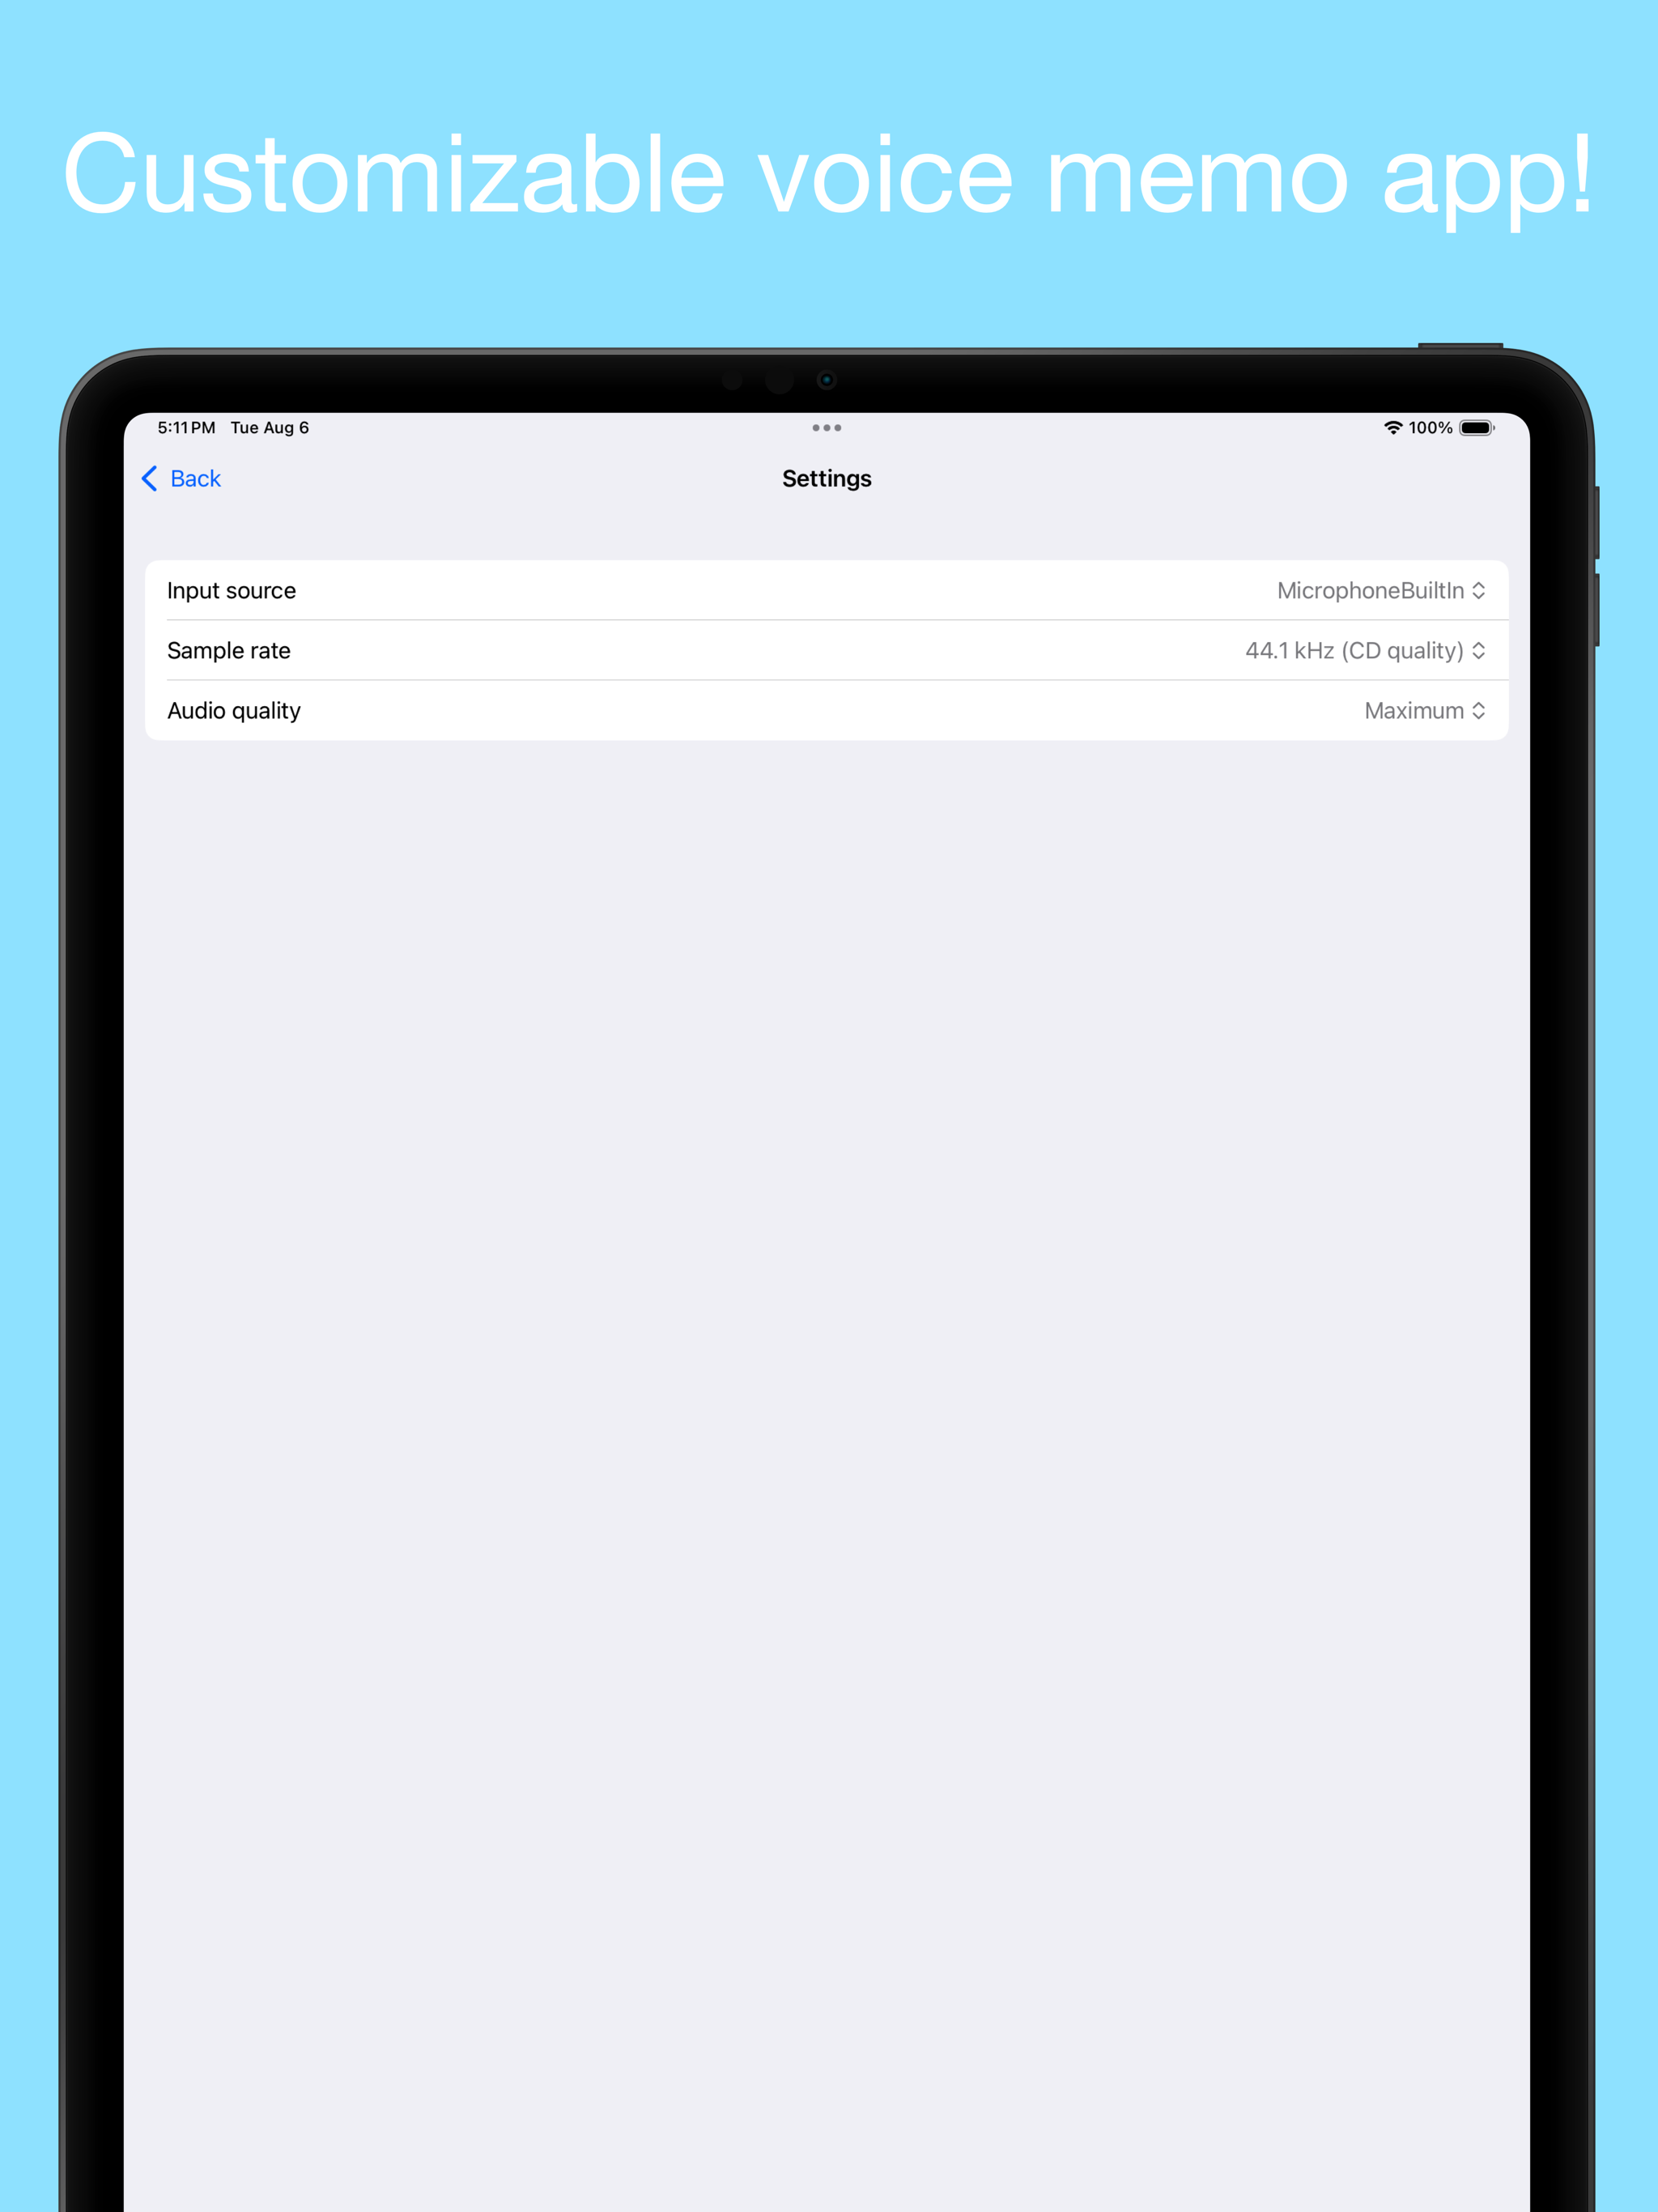 Customizable voice memo app!
5:11 PM Tue Aug 6 100%
Back Settings
Input source MicrophoneBuiltIn
Sample rate 44.1 kHz (CD quality)
Audio quality Maximum